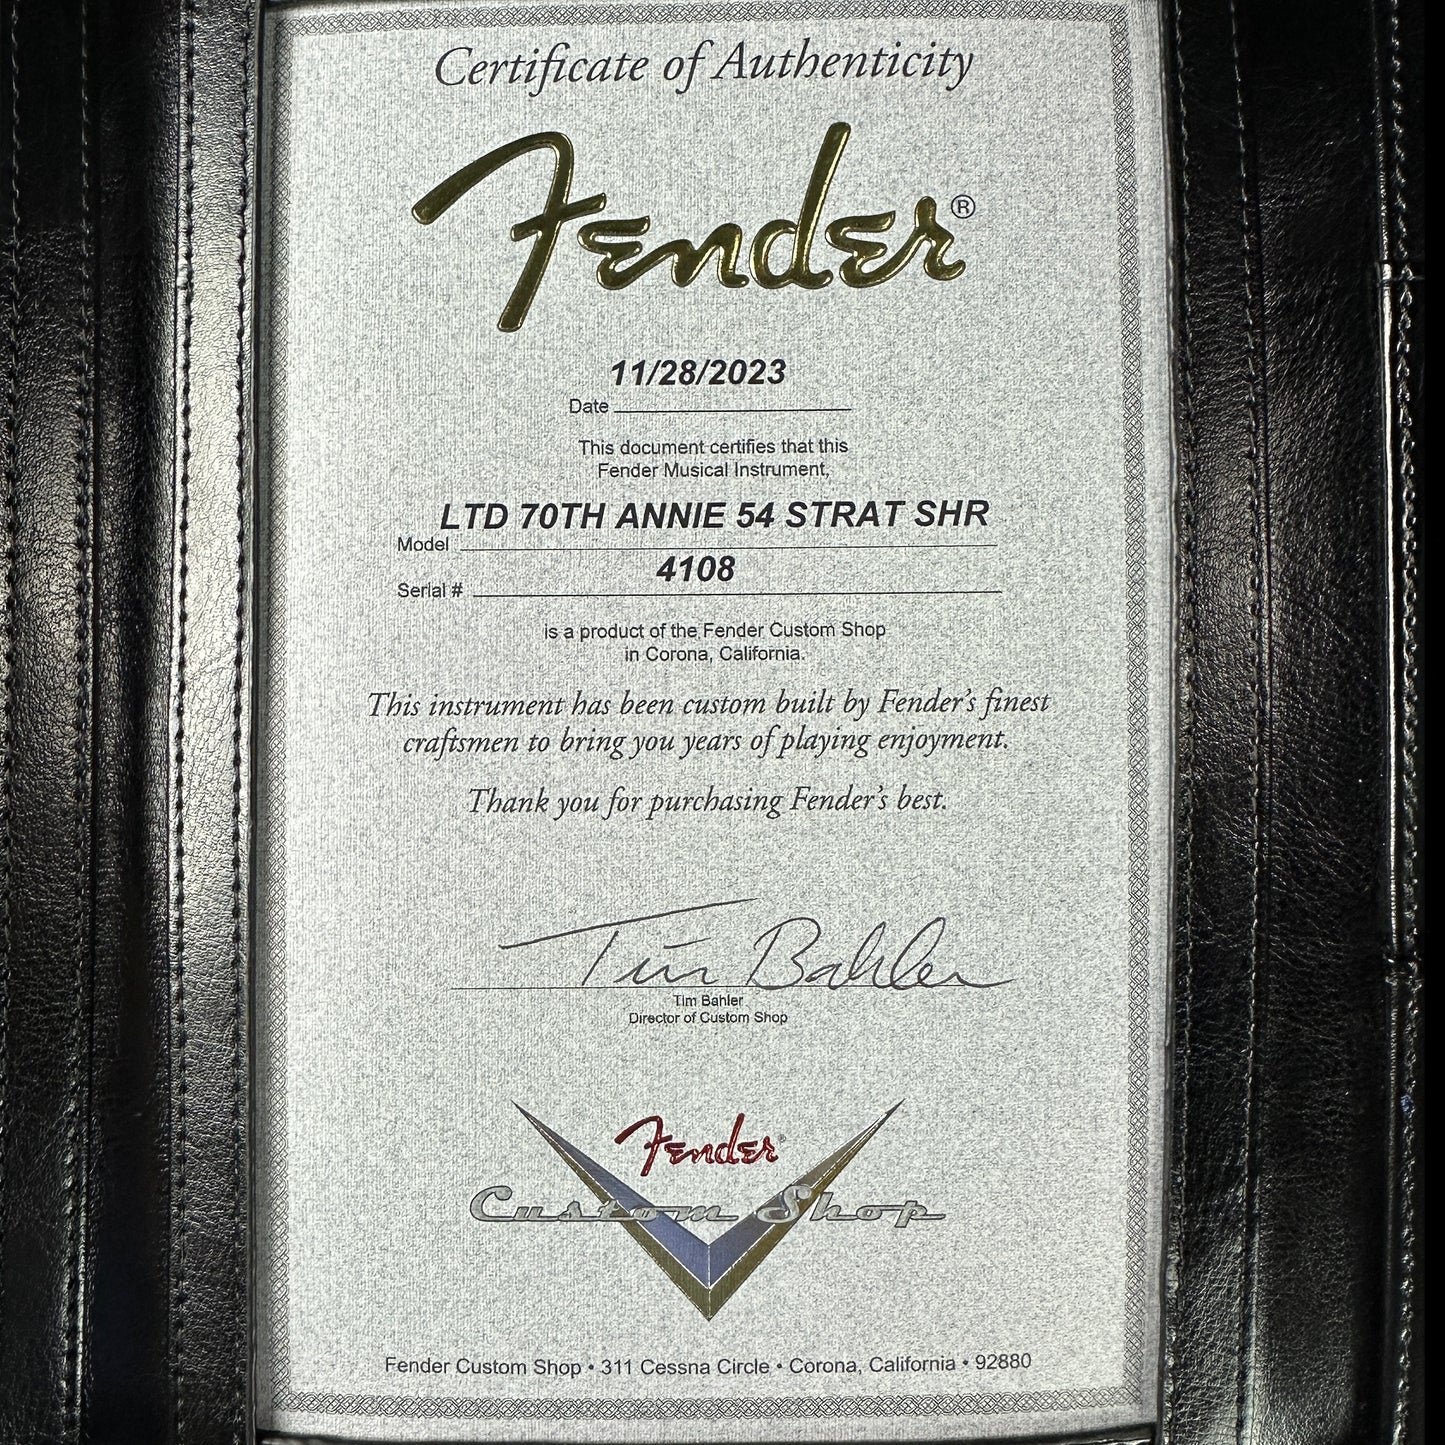 Certificate of Authenticity
Fender®
11/28/2023
Date
This document certifies that this
Fender Musical Instrument,
LTD 70TH ANNIE 54 STRAT SHR
Model
4108
Serial #
is a product of the Fender Custom Shop
in Corona, California.
This instrument has been custom built by Fender's finest
craftsmen to bring you years of playing enjoyment.
Thank you for purchasing Fender's best.
Tim Bahler
Tim Bahler
Director of Custom Shop
Fender®
Custom Shop
Fender Custom Shop • 311 Cessna Circle • Corona, California • 92880